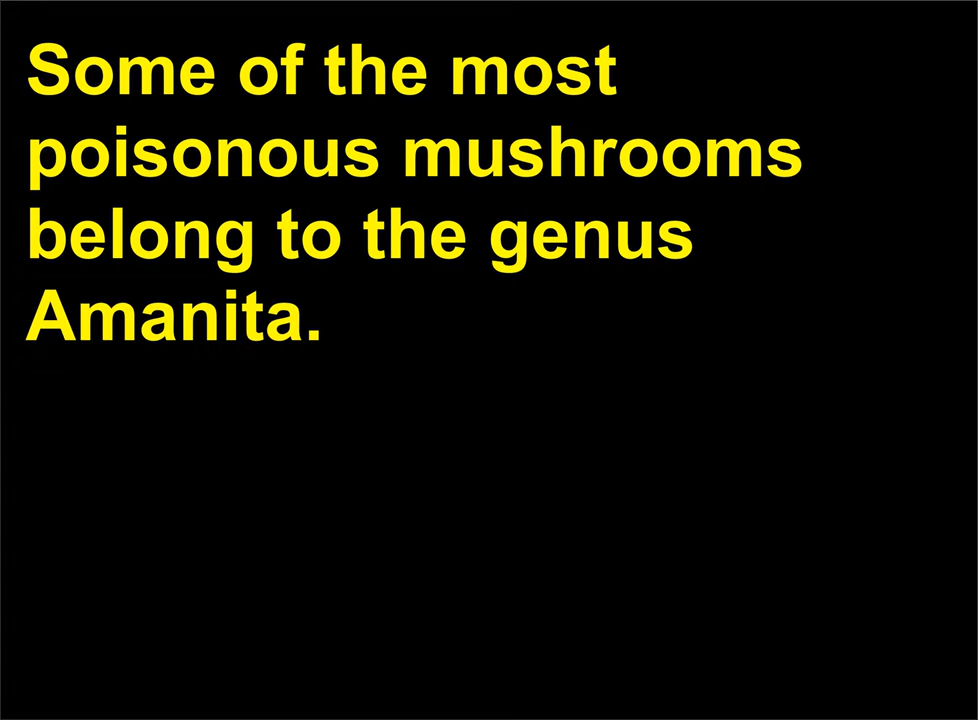 Some of the most
poisonous mushrooms
belong to the genus
Amanita.